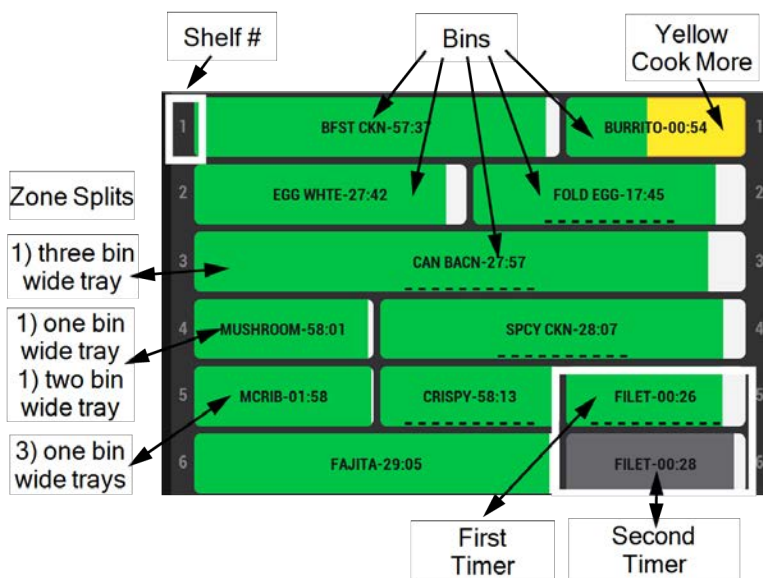 Shelf #
Bins
Yellow
Cook More
1 BFST CKN-57:37 BURRITO-00:54 1
Zone Splits
2 EGG WHTE-27:42 FOLD EGG-17:45 2
1) three bin
wide tray
3 CAN BACN-27:57 3
1) one bin
wide tray
1) two bin
wide tray
4 MUSHROOM-58:01 SPCY CKN-28:07 4
5 MCRIB-01:58 CRISPY-58:13 FILET-00:26 5
3) one bin
wide trays
6 FAJITA-29:05 FILET-00:28 6
First
Timer
Second
Timer